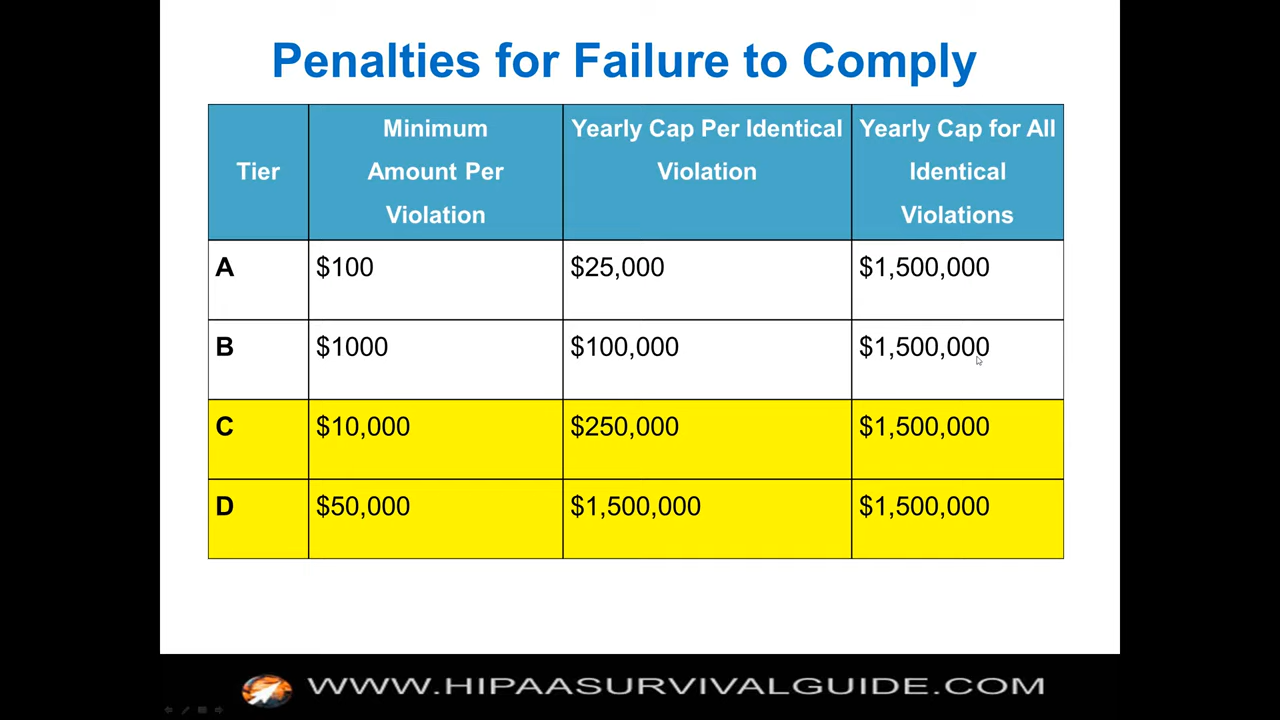 Penalties for Failure to Comply
Tier
Minimum
Amount Per
Violation
Yearly Cap Per Identical
Violation
Yearly Cap for All
Identical
Violations
A $100 $25,000 $1,500,000
B $1000 $100,000 $1,500,000
C $10,000 $250,000 $1,500,000
D $50,000 $1,500,000 $1,500,000
WWW.HIPAASURVIVALGUIDE.COM